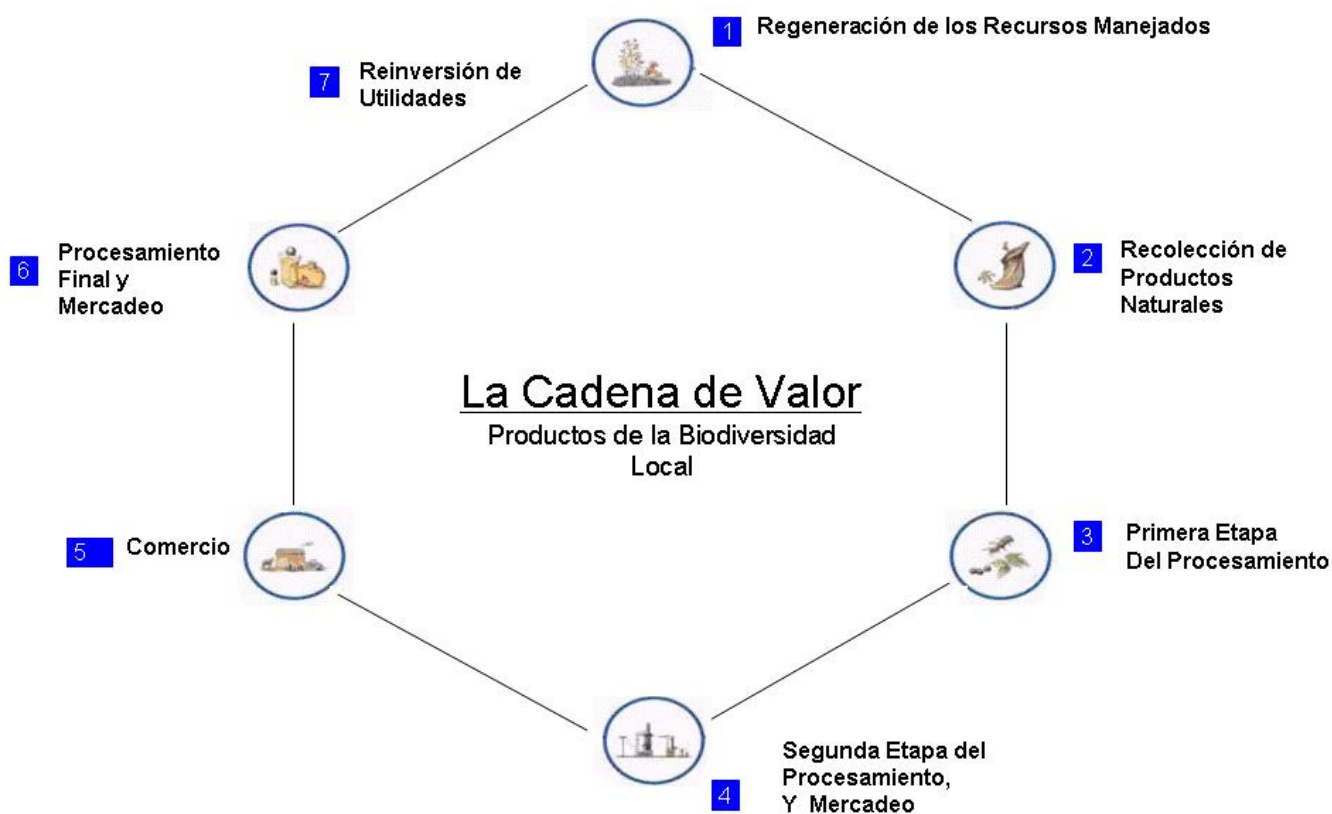 1 Regeneración de los Recursos Manejados
7 Reinversión de
Utilidades
2 Recolección de
Productos
Naturales
6 Procesamiento
Final y
Mercadeo
La Cadena de Valor
Productos de la Biodiversidad
Local
3 Primera Etapa
Del Procesamiento
5 Comercio
4 Segunda Etapa del
Procesamiento,
Y Mercadeo